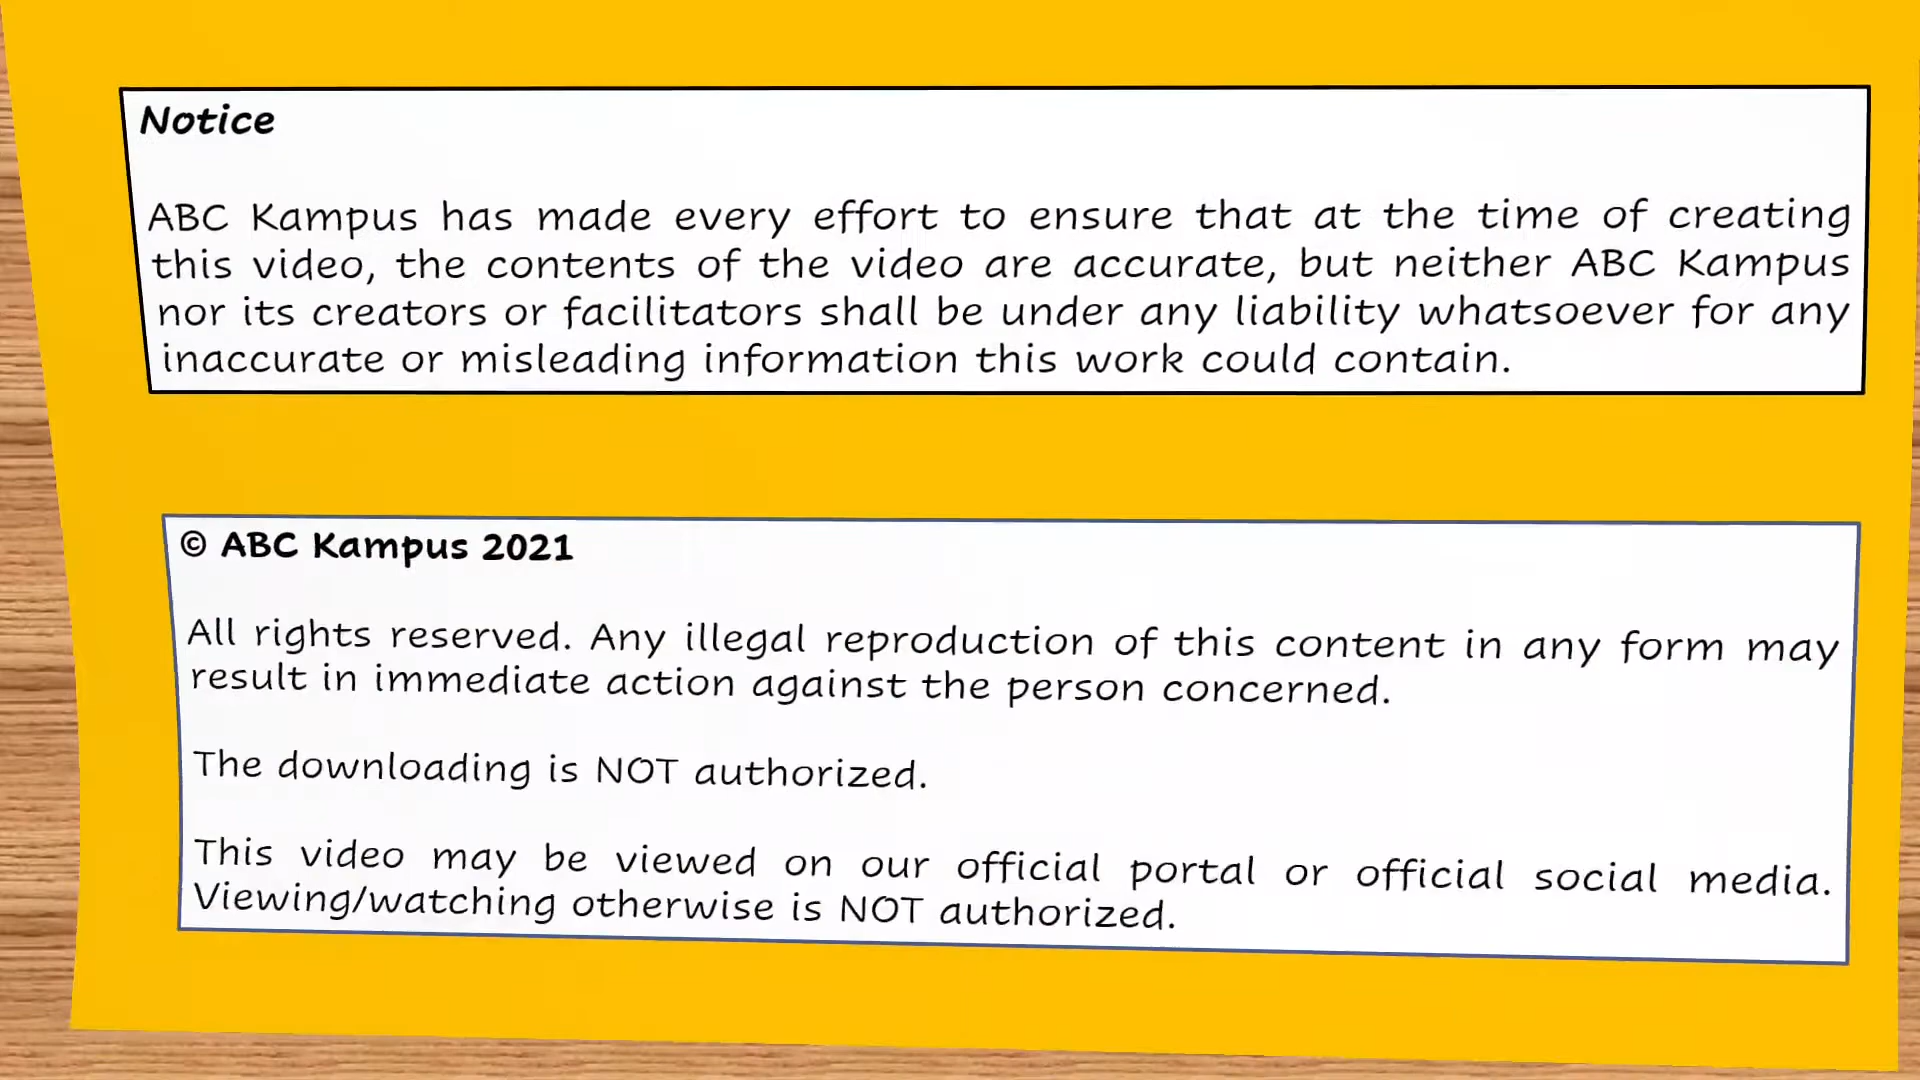 Notice
ABC Kampus has made every effort to ensure that at the time of creating
this video, the contents of the video are accurate, but neither ABC Kampus
nor its creators or facilitators shall be under any liability whatsoever for any
inaccurate or misleading information this work could contain.
© ABC Kampus 2021
All rights reserved. Any illegal reproduction of this content in any form may
result in immediate action against the person concerned.
The downloading is NOT authorized.
This video may be viewed on our official portal or official social media.
Viewing/watching otherwise is NOT authorized.